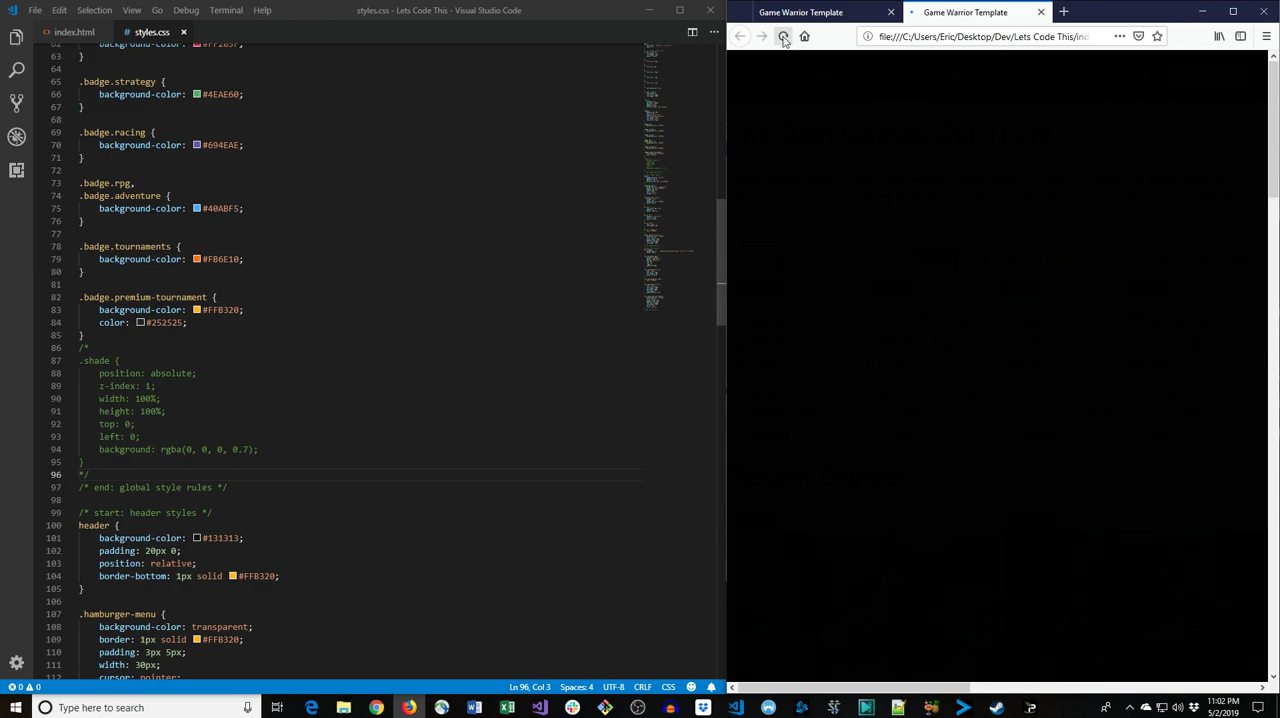 File Edit Selection View Go Debug Terminal Help
styles.css - Lets Code This - Visual Studio Code
index.html
styles.css
63 }
64
65 .badge.strategy {
66 background-color: #4EAE60;
67 }
68
69 .badge.racing {
70 background-color: #694EAE;
71 }
72
73 .badge.rpg,
74 .badge.adventure {
75 background-color: #40ABF5;
76 }
77
78 .badge.tournaments {
79 background-color: #FB6E10;
80 }
81
82 .badge.premium-tournament {
83 background-color: #FFB320;
84 color: #252525;
85 }
86 /*
87 .shade {
88 position: absolute;
89 z-index: 1;
90 width: 100%;
91 height: 100%;
92 top: 0;
93 left: 0;
94 background: rgba(0, 0, 0, 0.7);
95 }
96 */
97 /* end: global style rules */
98
99 /* start: header styles */
100 header {
101 background-color: #131313;
102 padding: 20px 0;
103 position: relative;
104 border-bottom: 1px solid #FFB320;
105 }
106
107 .hamburger-menu {
108 background-color: transparent;
109 border: 1px solid #FFB320;
110 padding: 3px 5px;
111 width: 30px;
112 cursor: pointer;
0 0
Ln 96, Col 3 Spaces: 4 UTF-8 CRLF CSS
Game Warrior Template
Game Warrior Template
file:///C:/Users/Eric/Desktop/Dev/Lets Code This/ind
The Best Games Out There
Recent Games
Type here to search
11:02 PM
5/2/2019